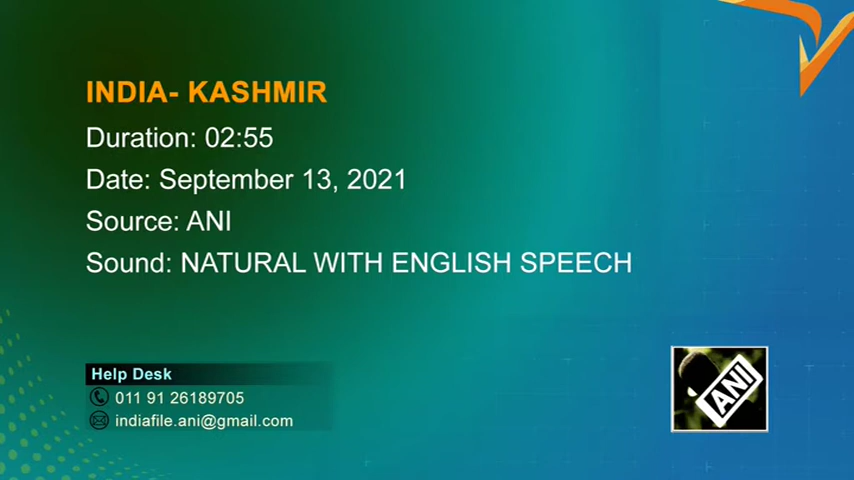 INDIA- KASHMIR
Duration: 02:55
Date: September 13, 2021
Source: ANI
Sound: NATURAL WITH ENGLISH SPEECH
Help Desk
011 91 26189705
indiafile.ani@gmail.com
ANI